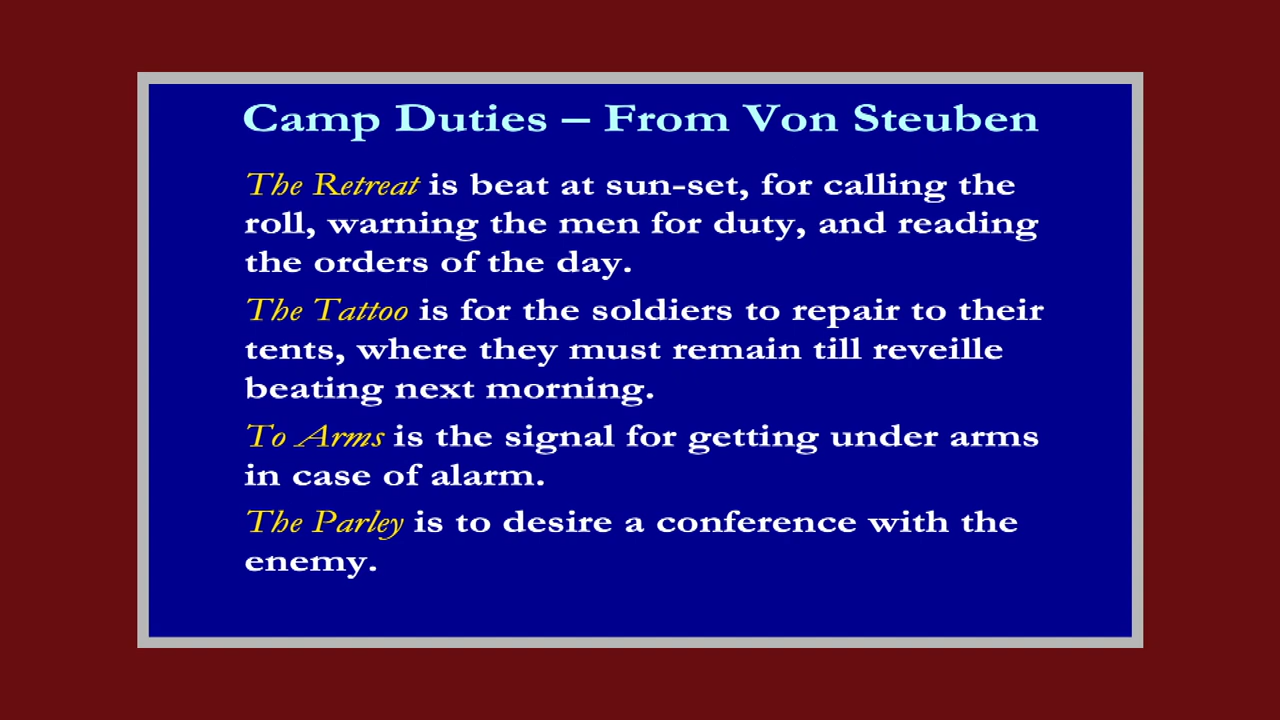 Camp Duties – From Von Steuben
The Retreat is beat at sun-set, for calling the
roll, warning the men for duty, and reading
the orders of the day.
The Tattoo is for the soldiers to repair to their
tents, where they must remain till reveille
beating next morning.
To Arms is the signal for getting under arms
in case of alarm.
The Parley is to desire a conference with the
enemy.